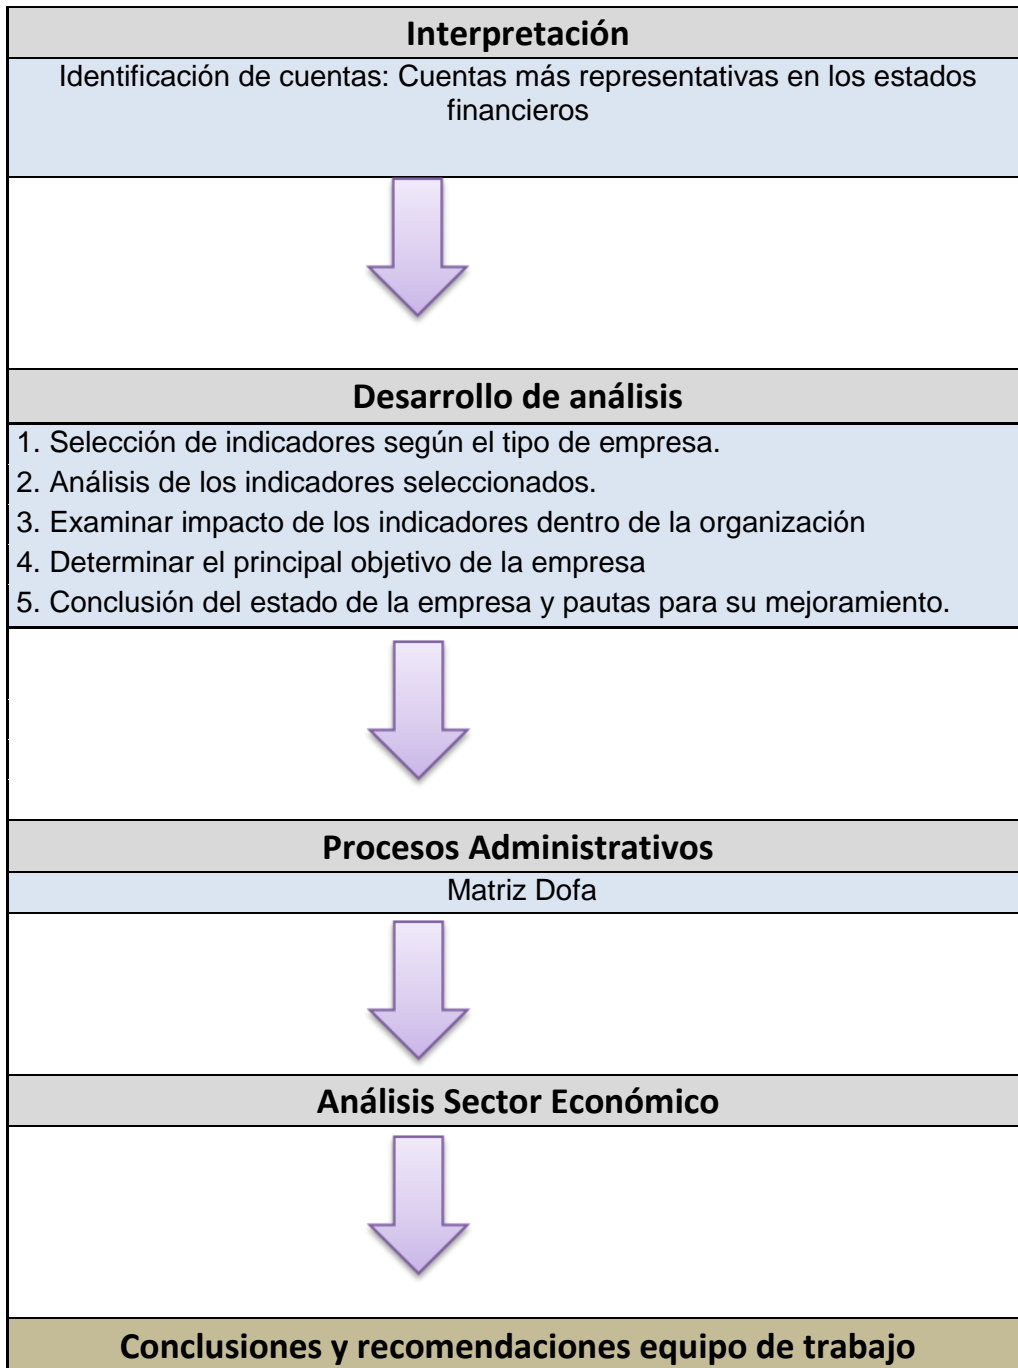 Interpretación
Identificación de cuentas: Cuentas más representativas en los estados
financieros
Desarrollo de análisis
1. Selección de indicadores según el tipo de empresa.
2. Análisis de los indicadores seleccionados.
3. Examinar impacto de los indicadores dentro de la organización
4. Determinar el principal objetivo de la empresa
5. Conclusión del estado de la empresa y pautas para su mejoramiento.
Procesos Administrativos
Matriz Dofa
Análisis Sector Económico
Conclusiones y recomendaciones equipo de trabajo